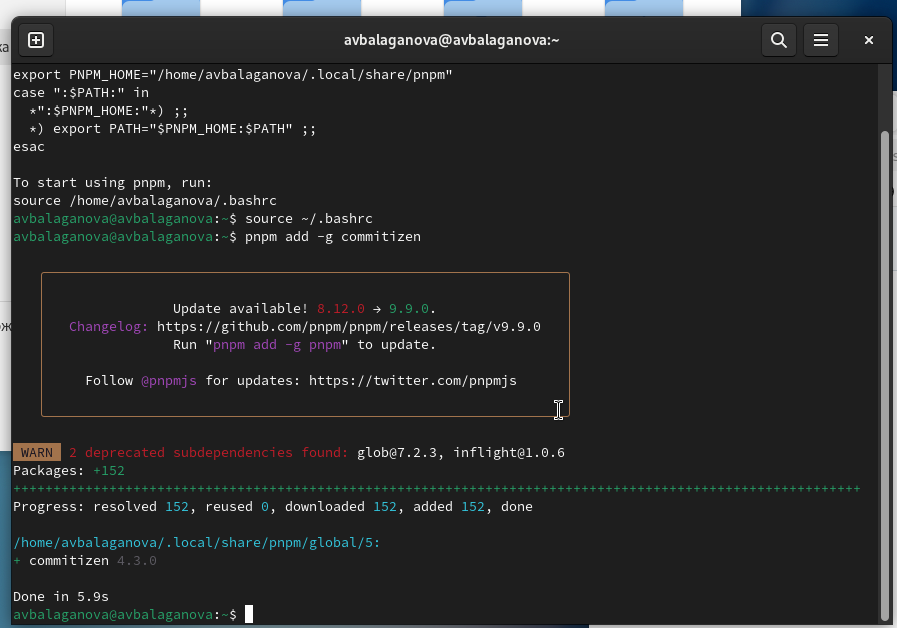 avbalaganova@avbalaganova:~
export PNPM_HOME="/home/avbalaganova/.local/share/pnpm"
case ":$PATH:" in
  *":$PNPM_HOME:"*) ;;
  *) export PATH="$PNPM_HOME:$PATH" ;;
esac
To start using pnpm, run:
source /home/avbalaganova/.bashrc
avbalaganova@avbalaganova:~$ source ~/.bashrc
avbalaganova@avbalaganova:~$ pnpm add -g commitizen
Update available! 8.12.0 → 9.9.0.
Changelog: https://github.com/pnpm/pnpm/releases/tag/v9.9.0
Run "pnpm add -g pnpm" to update.
Follow @pnpmjs for updates: https://twitter.com/pnpmjs
WARN 2 deprecated subdependencies found: glob@7.2.3, inflight@1.0.6
Packages: +152
++++++++++++++++++++++++++++++++++++++++++++++++++++++++++++++++++++++++++++++++++++++++++++++++++++++++++
Progress: resolved 152, reused 0, downloaded 152, added 152, done
/home/avbalaganova/.local/share/pnpm/global/5:
+ commitizen 4.3.0
Done in 5.9s
avbalaganova@avbalaganova:~$